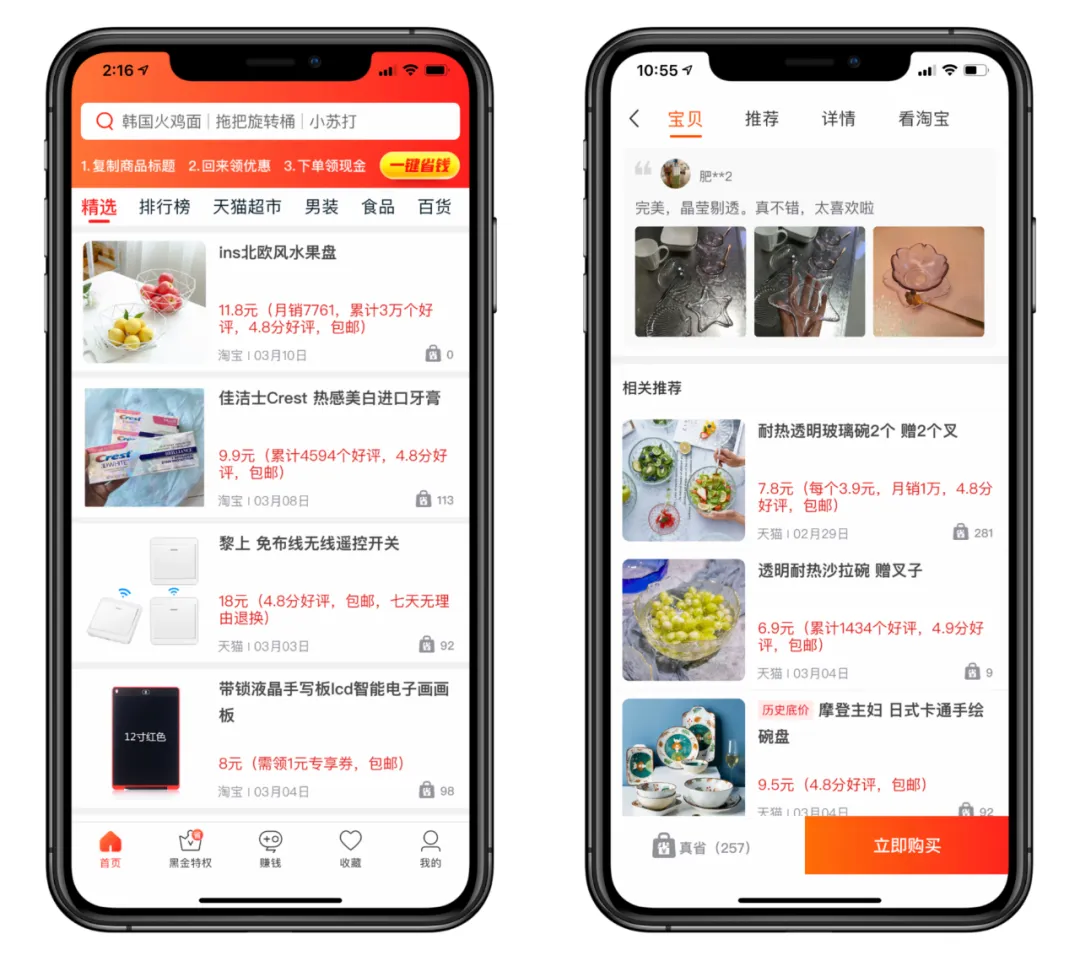 2:16
韩国火鸡面 | 拖把旋转桶 | 小苏打
1.复制商品标题 2.回来领优惠 3.下单领现金 一键省钱
精选 排行榜 天猫超市 男装 食品 百货
ins北欧风水果盘
11.8元（月销7761，累计3万个好
评，4.8分好评，包邮）
淘宝 | 03月10日 省 0
佳洁士Crest 热感美白进口牙膏
9.9元（累计4594个好评，4.8分好
评，包邮）
淘宝 | 03月08日 省 113
Crest
Crest
黎上 免布线无线遥控开关
18元（4.8分好评，包邮，七天无理
由退换）
天猫 | 03月03日 省 92
带锁液晶手写板lcd智能电子画画
板
12寸红色
8元（需领1元专享券，包邮）
淘宝 | 03月04日 省 98
首页 黑金特权 赚钱 收藏 我的
10:55
宝贝 推荐 详情 看淘宝
肥**2
完美，晶莹剔透。真不错，太喜欢啦
相关推荐
耐热透明玻璃碗2个 赠2个叉
7.8元（每个3.9元，月销1万，4.8分
好评，包邮）
天猫 | 02月29日 省 281
透明耐热沙拉碗 赠叉子
6.9元（累计1434个好评，4.9分好
评，包邮）
天猫 | 03月04日 省 9
历史底价 摩登主妇 日式卡通手绘
碗盘
9.5元（4.8分好评，包邮）
天猫 | 03月04日 省 92
省 真省（257） 立即购买